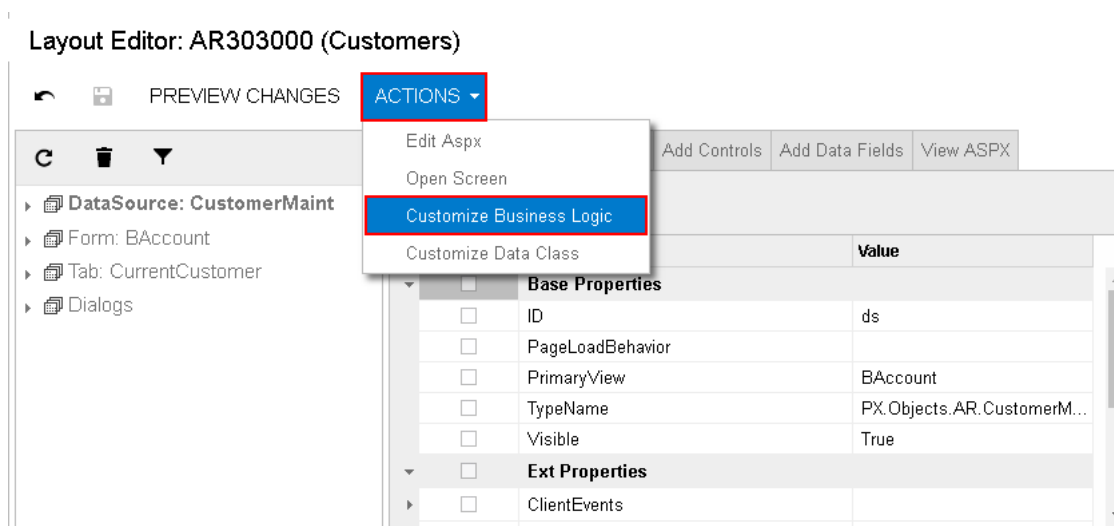 Layout Editor: AR303000 (Customers)
PREVIEW CHANGES ACTIONS
Edit Aspx
Open Screen
Customize Business Logic
Customize Data Class
Add Controls Add Data Fields View ASPX
DataSource: CustomerMaint
Form: BAccount
Tab: CurrentCustomer
Dialogs
Value
Base Properties
ID ds
PageLoadBehavior
PrimaryView BAccount
TypeName PX.Objects.AR.CustomerM...
Visible True
Ext Properties
ClientEvents